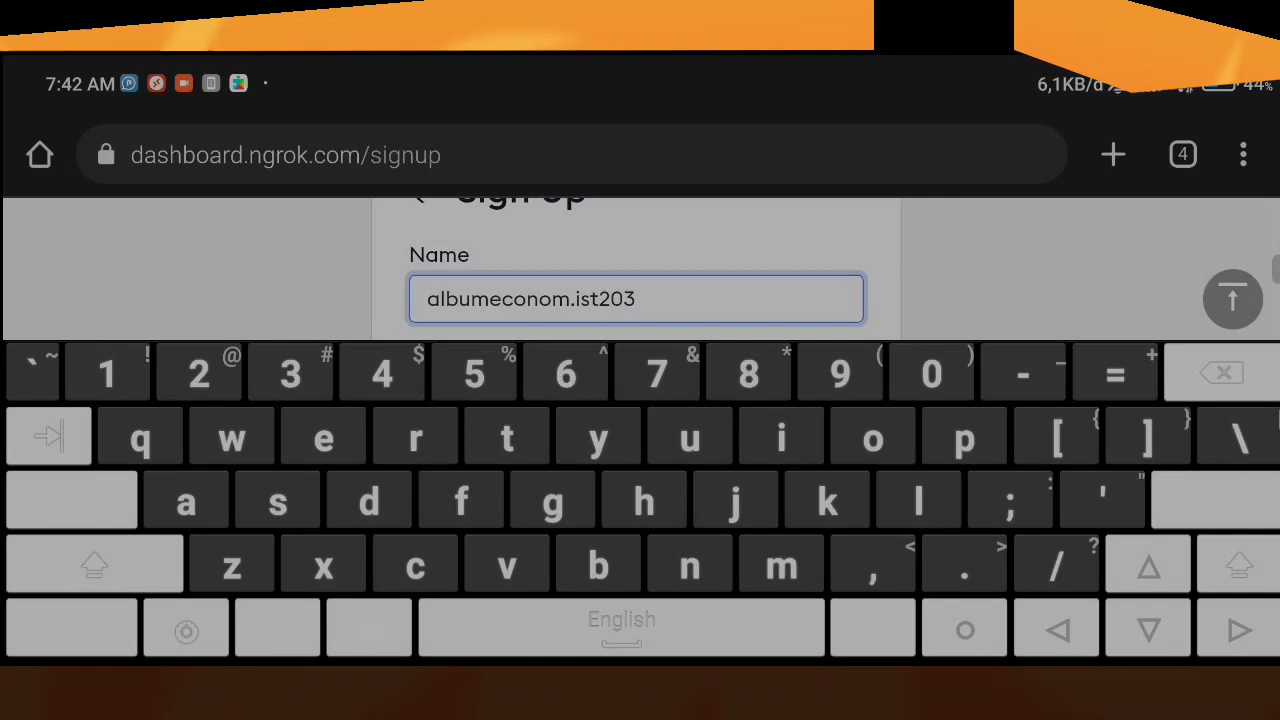 7:42 AM
6,1KB/d
44%
dashboard.ngrok.com/signup
4
Sign Up
Name
albumeconom.ist203
` ~ 1 ! 2 @ 3 # 4 $ 5 % 6 ^ 7 & 8 * 9 ( 0 ) - _ = +
q w e r t y u i o p [ { ] } \
a s d f g h j k l ; : ' "
z x c v b n m , < . > / ?
English